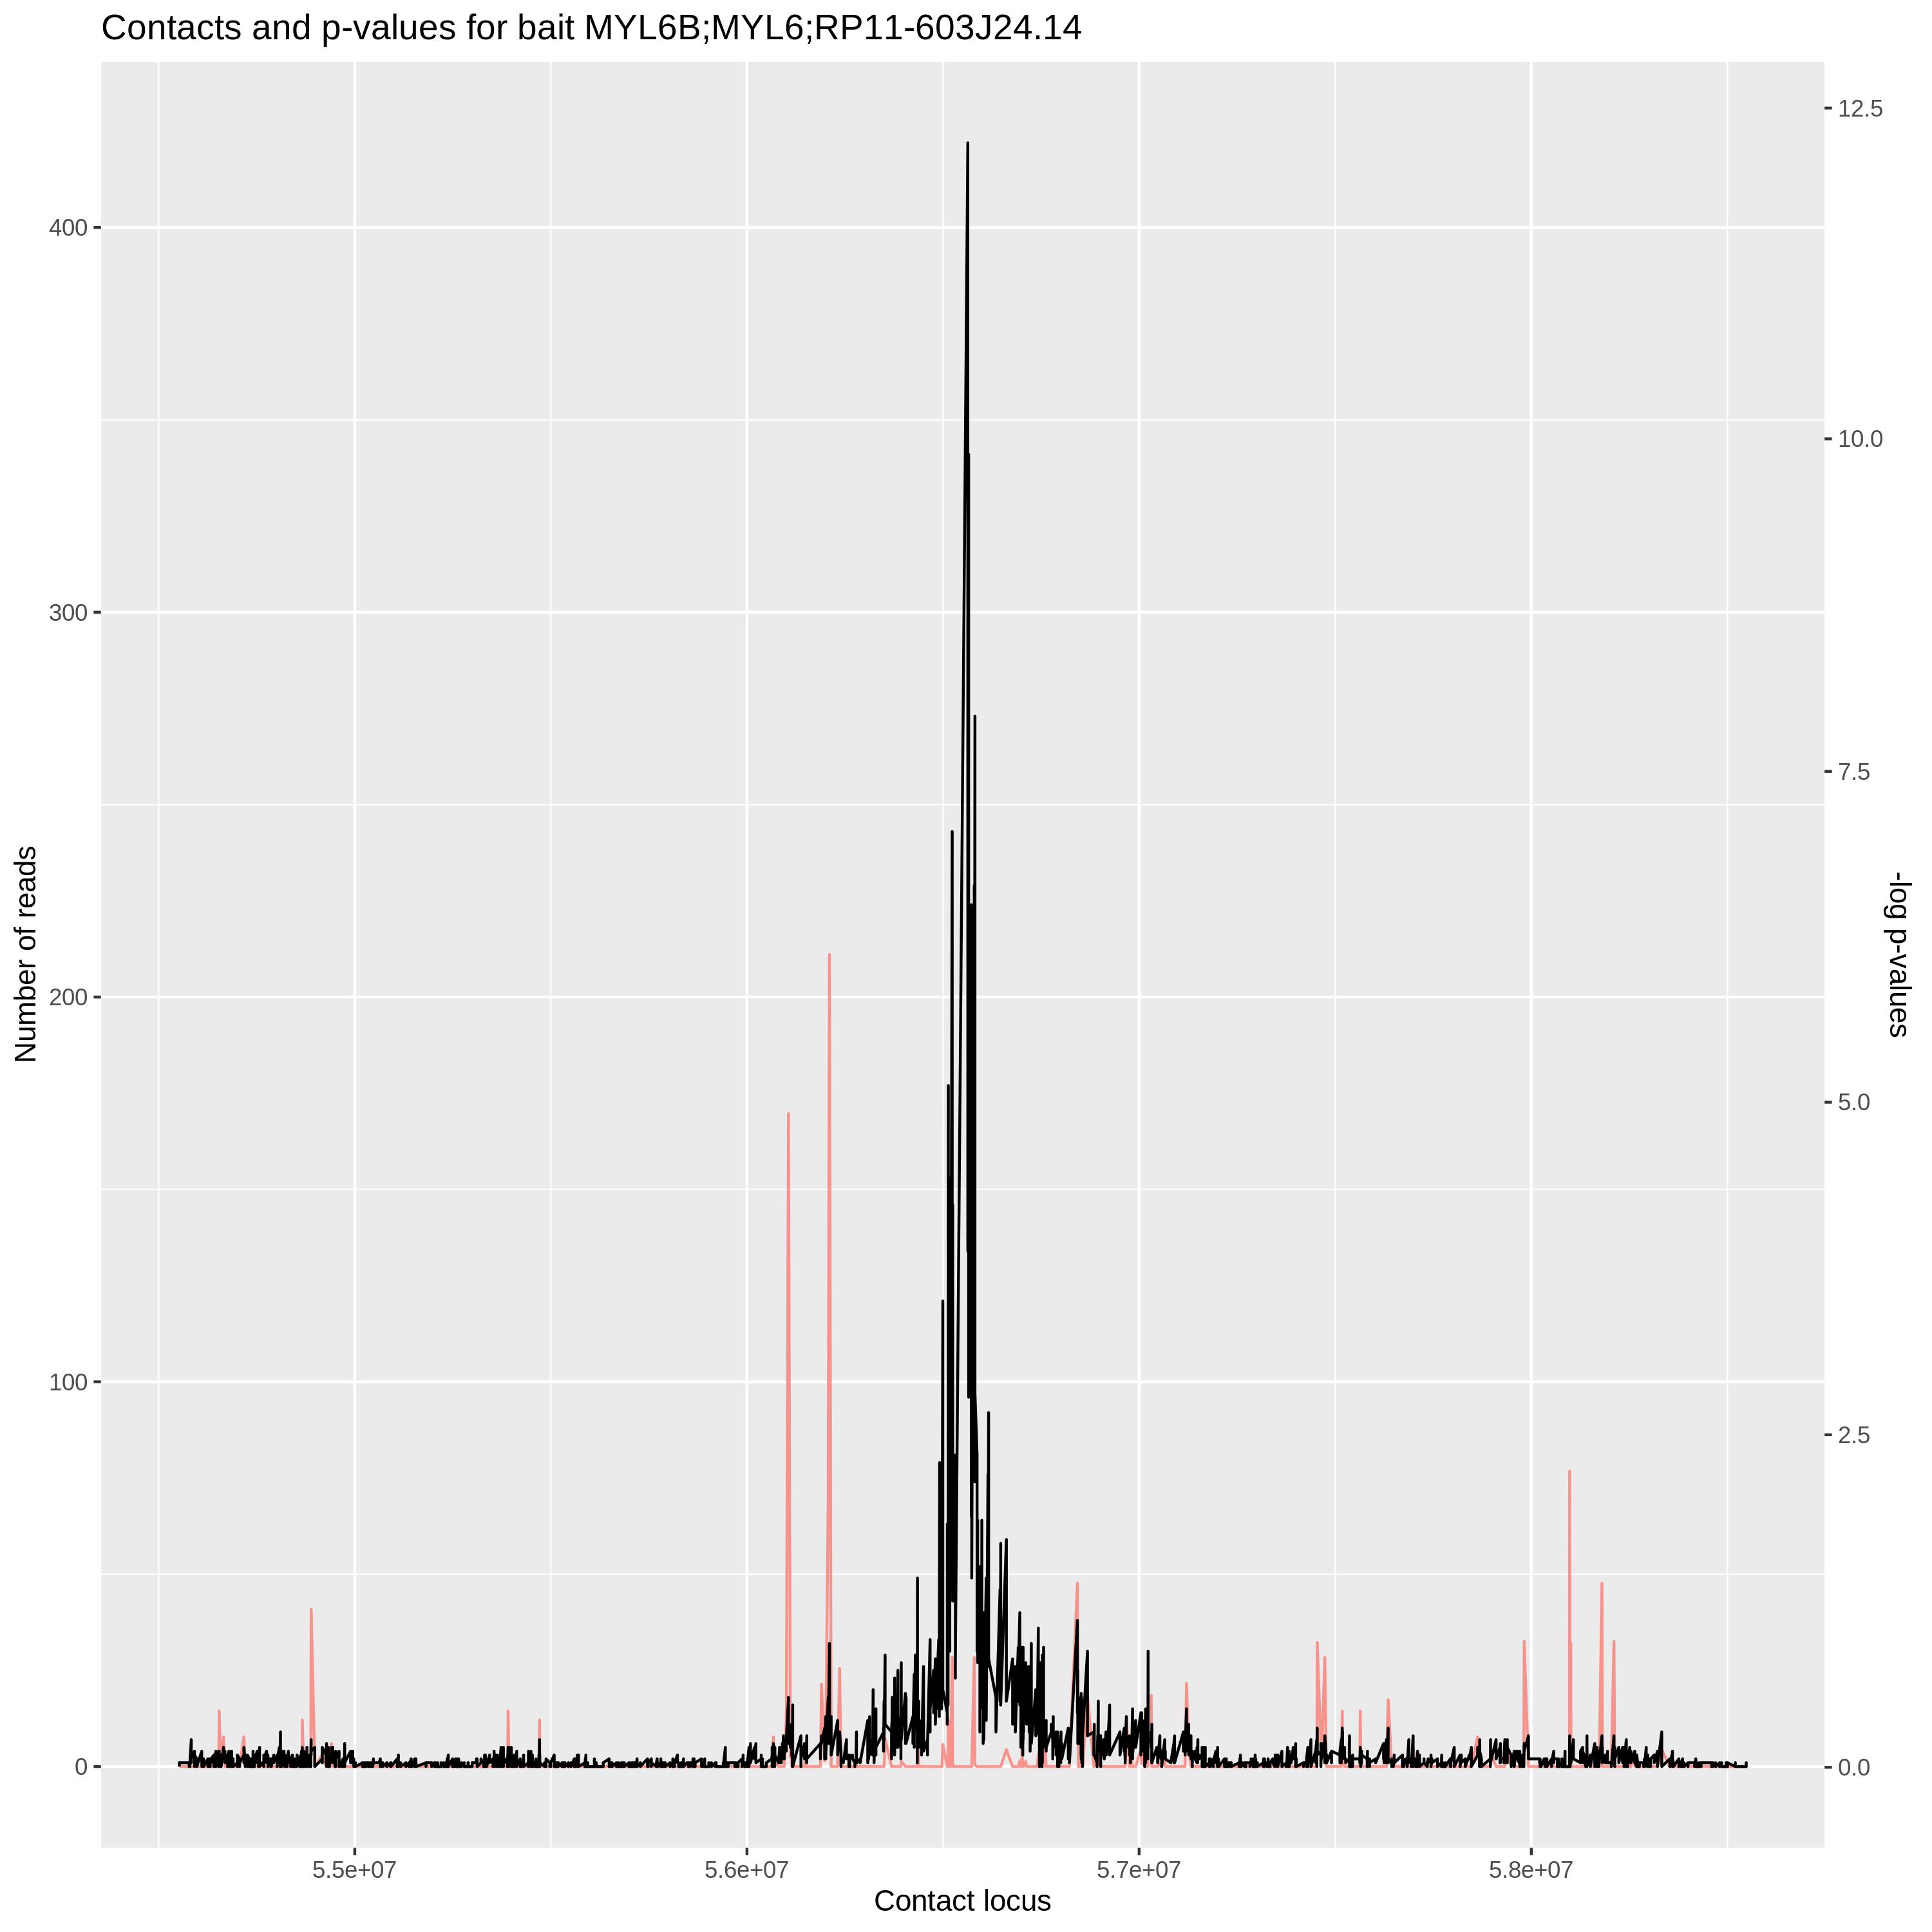 Contacts and p-values for bait MYL6B;MYL6;RP11-603J24.14
Number of reads
400
300
200
100
0
12.5
10.0
7.5
5.0
2.5
0.0
-log p-values
5.5e+07 5.6e+07 5.7e+07 5.8e+07
Contact locus